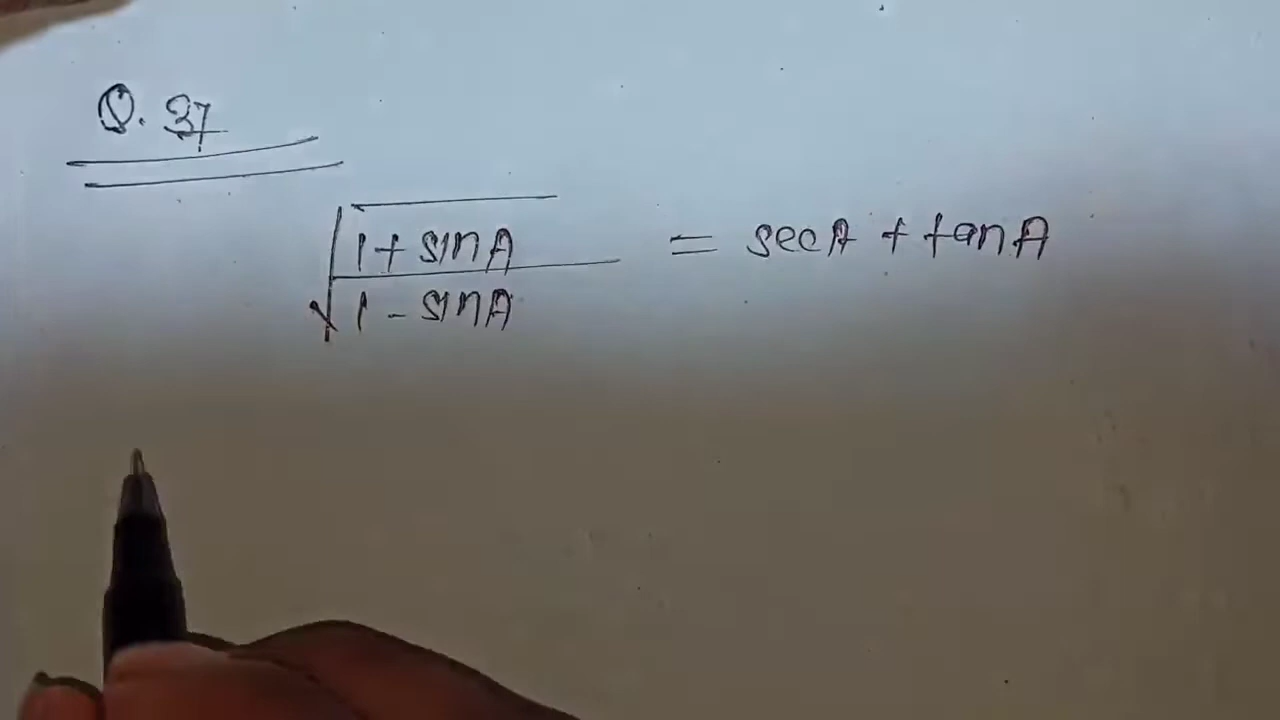 Q. 37
√(1 + sinA / 1 - sinA) = secA + tanA